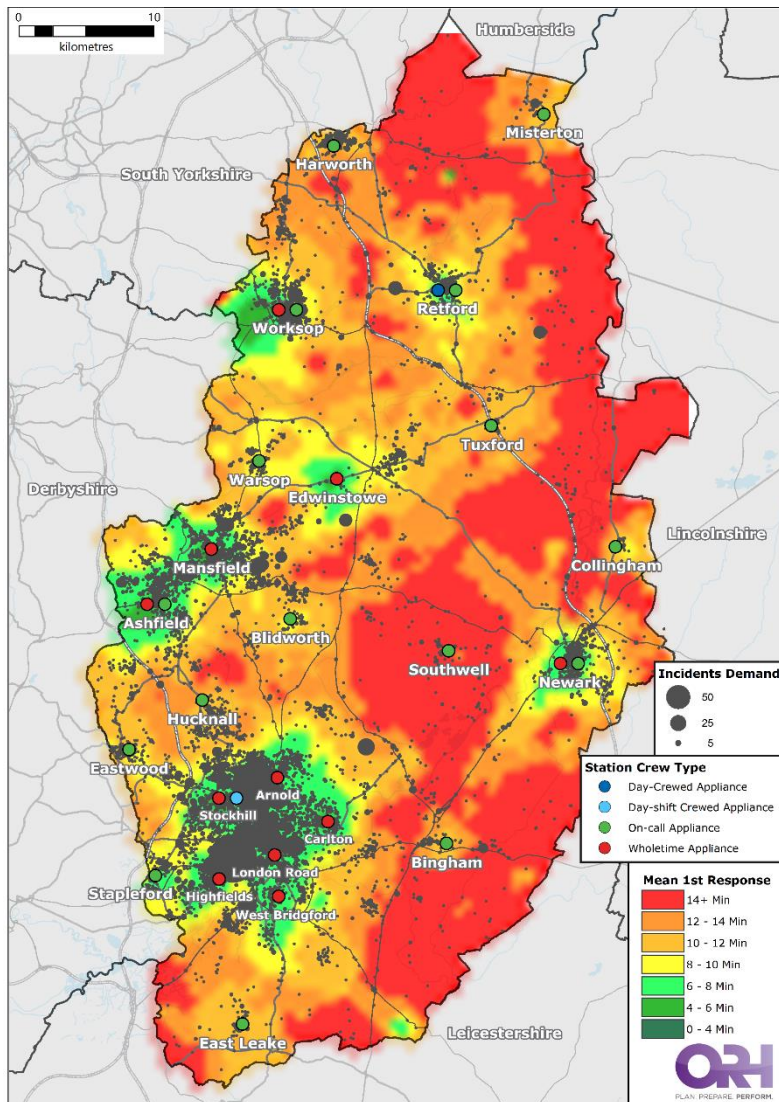 0
10
kilometres
Humberside
Misterton
Harworth
South Yorkshire
Retford
Worksop
Tuxford
Warsop
Edwinstowe
Derbyshire
Lincolnshire
Collingham
Mansfield
Ashfield
Blidworth
Southwell
Newark
Hucknall
Eastwood
Arnold
Stockhill
Carlton
Bingham
London Road
Stapleford
Highfields
West Bridgford
East Leake
Leicestershire
Incidents Demand
50
25
5
Station Crew Type
Day-Crewed Appliance
Day-shift Crewed Appliance
On-call Appliance
Wholetime Appliance
Mean 1st Response
14+ Min
12 - 14 Min
10 - 12 Min
8 - 10 Min
6 - 8 Min
4 - 6 Min
0 - 4 Min
ORH
PLAN. PREPARE. PERFORM.